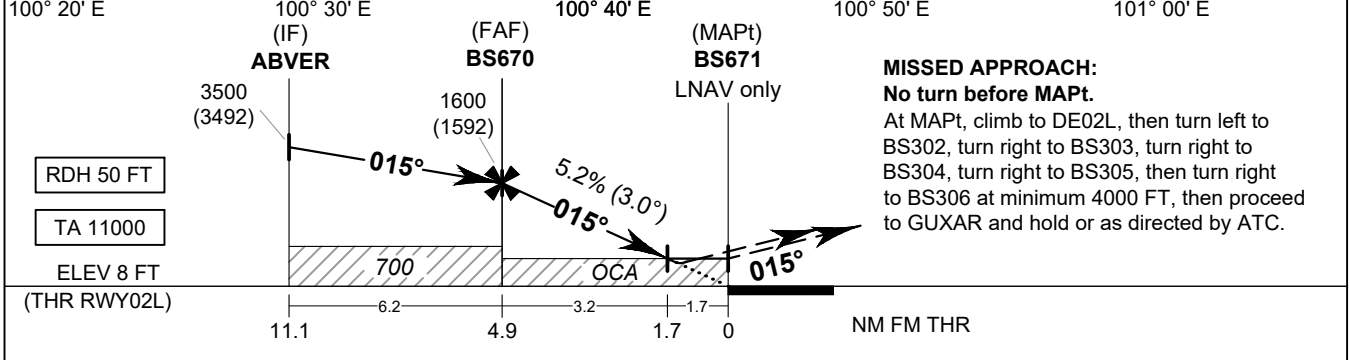 100° 20' E 100° 30' E 100° 40' E 100° 50' E 101° 00' E
(IF)
ABVER
(FAF)
BS670
(MAPt)
BS671
LNAV only
3500
(3492)
1600
(1592)
RDH 50 FT
TA 11000
ELEV 8 FT
(THR RWY02L)
015°
5.2% (3.0°)
015°
015°
700
OCA
6.2 3.2 1.7
11.1 4.9 1.7 0 NM FM THR
MISSED APPROACH:
No turn before MAPt.
At MAPt, climb to DE02L, then turn left to
BS302, turn right to BS303, turn right to
BS304, turn right to BS305, then turn right
to BS306 at minimum 4000 FT, then proceed
to GUXAR and hold or as directed by ATC.